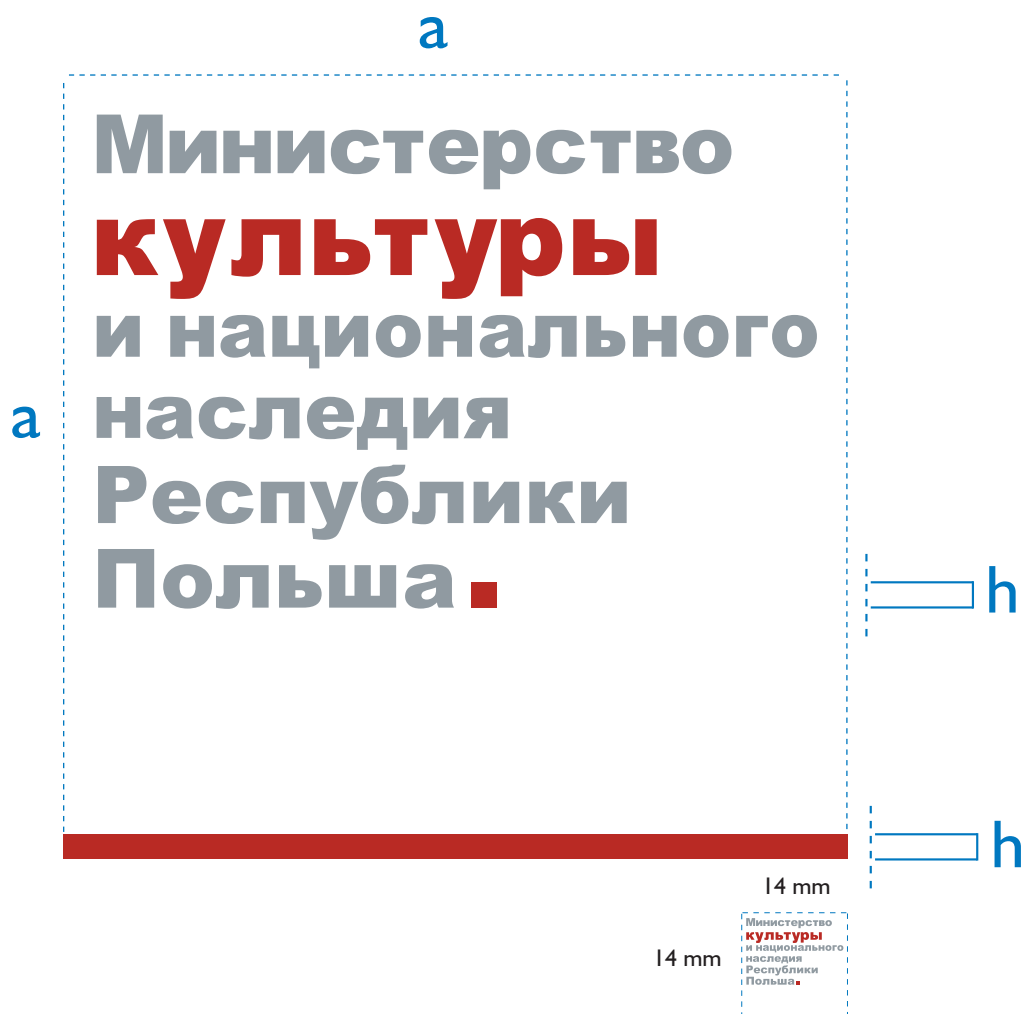 a
Министерство
культуры
и национального
a
наследия
Республики
Польша.
h
h
14 mm
14 mm
Министерство
культуры
и национального
наследия
Республики
Польша.